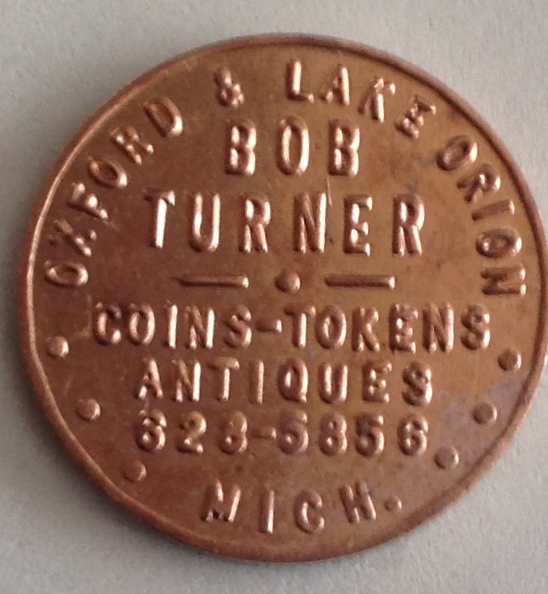 OXFORD & LAKE ORION
BOB
TURNER
COINS-TOKENS
ANTIQUES
628-5856
MICH.